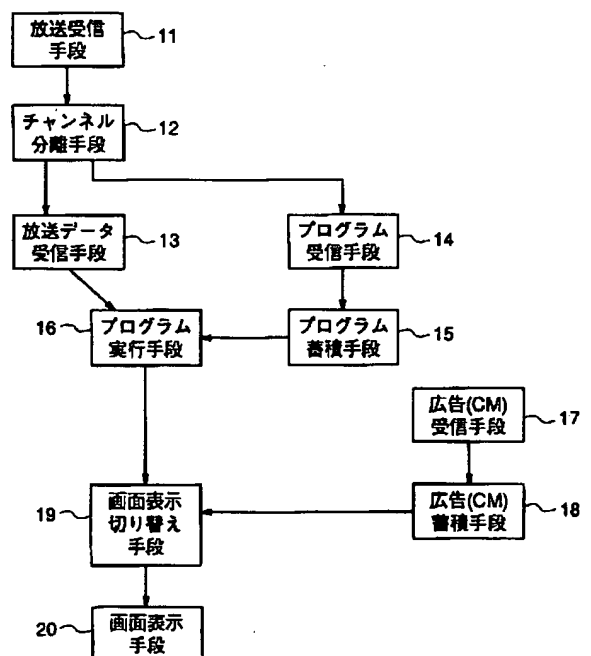 放送受信
手段
11
チャンネル
分離手段
12
放送データ
受信手段
13
プログラム
受信手段
14
16
プログラム
実行手段
プログラム
蓄積手段
15
広告(CM)
受信手段
17
19
画面表示
切り替え
手段
広告(CM)
蓄積手段
18
20
画面表示
手段